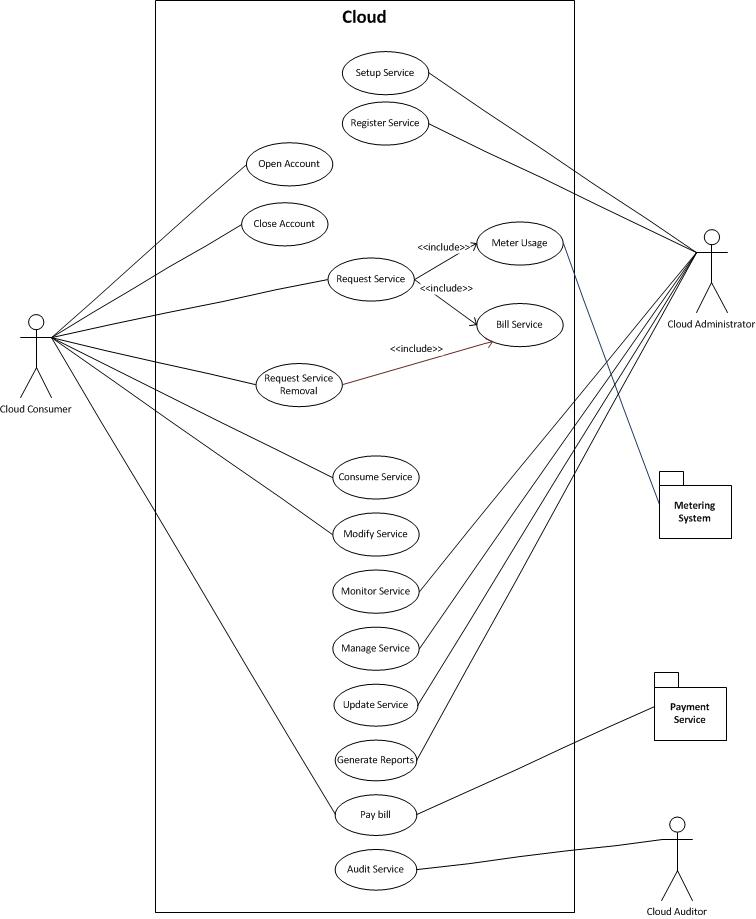 Cloud
Setup Service
Register Service
Open Account
Close Account
<<include>>
Meter Usage
Request Service
<<include>>
Bill Service
<<include>>
Request Service
Removal
Cloud Administrator
Cloud Consumer
Consume Service
Metering
System
Modify Service
Monitor Service
Manage Service
Update Service
Payment
Service
Generate Reports
Pay bill
Audit Service
Cloud Auditor